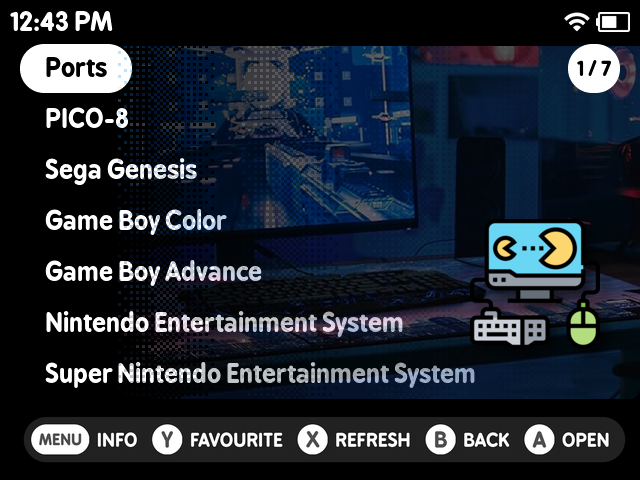 12:43 PM
Ports
1 / 7
PICO-8
Sega Genesis
Game Boy Color
Game Boy Advance
Nintendo Entertainment System
Super Nintendo Entertainment System
MENU INFO Y FAVOURITE X REFRESH B BACK A OPEN